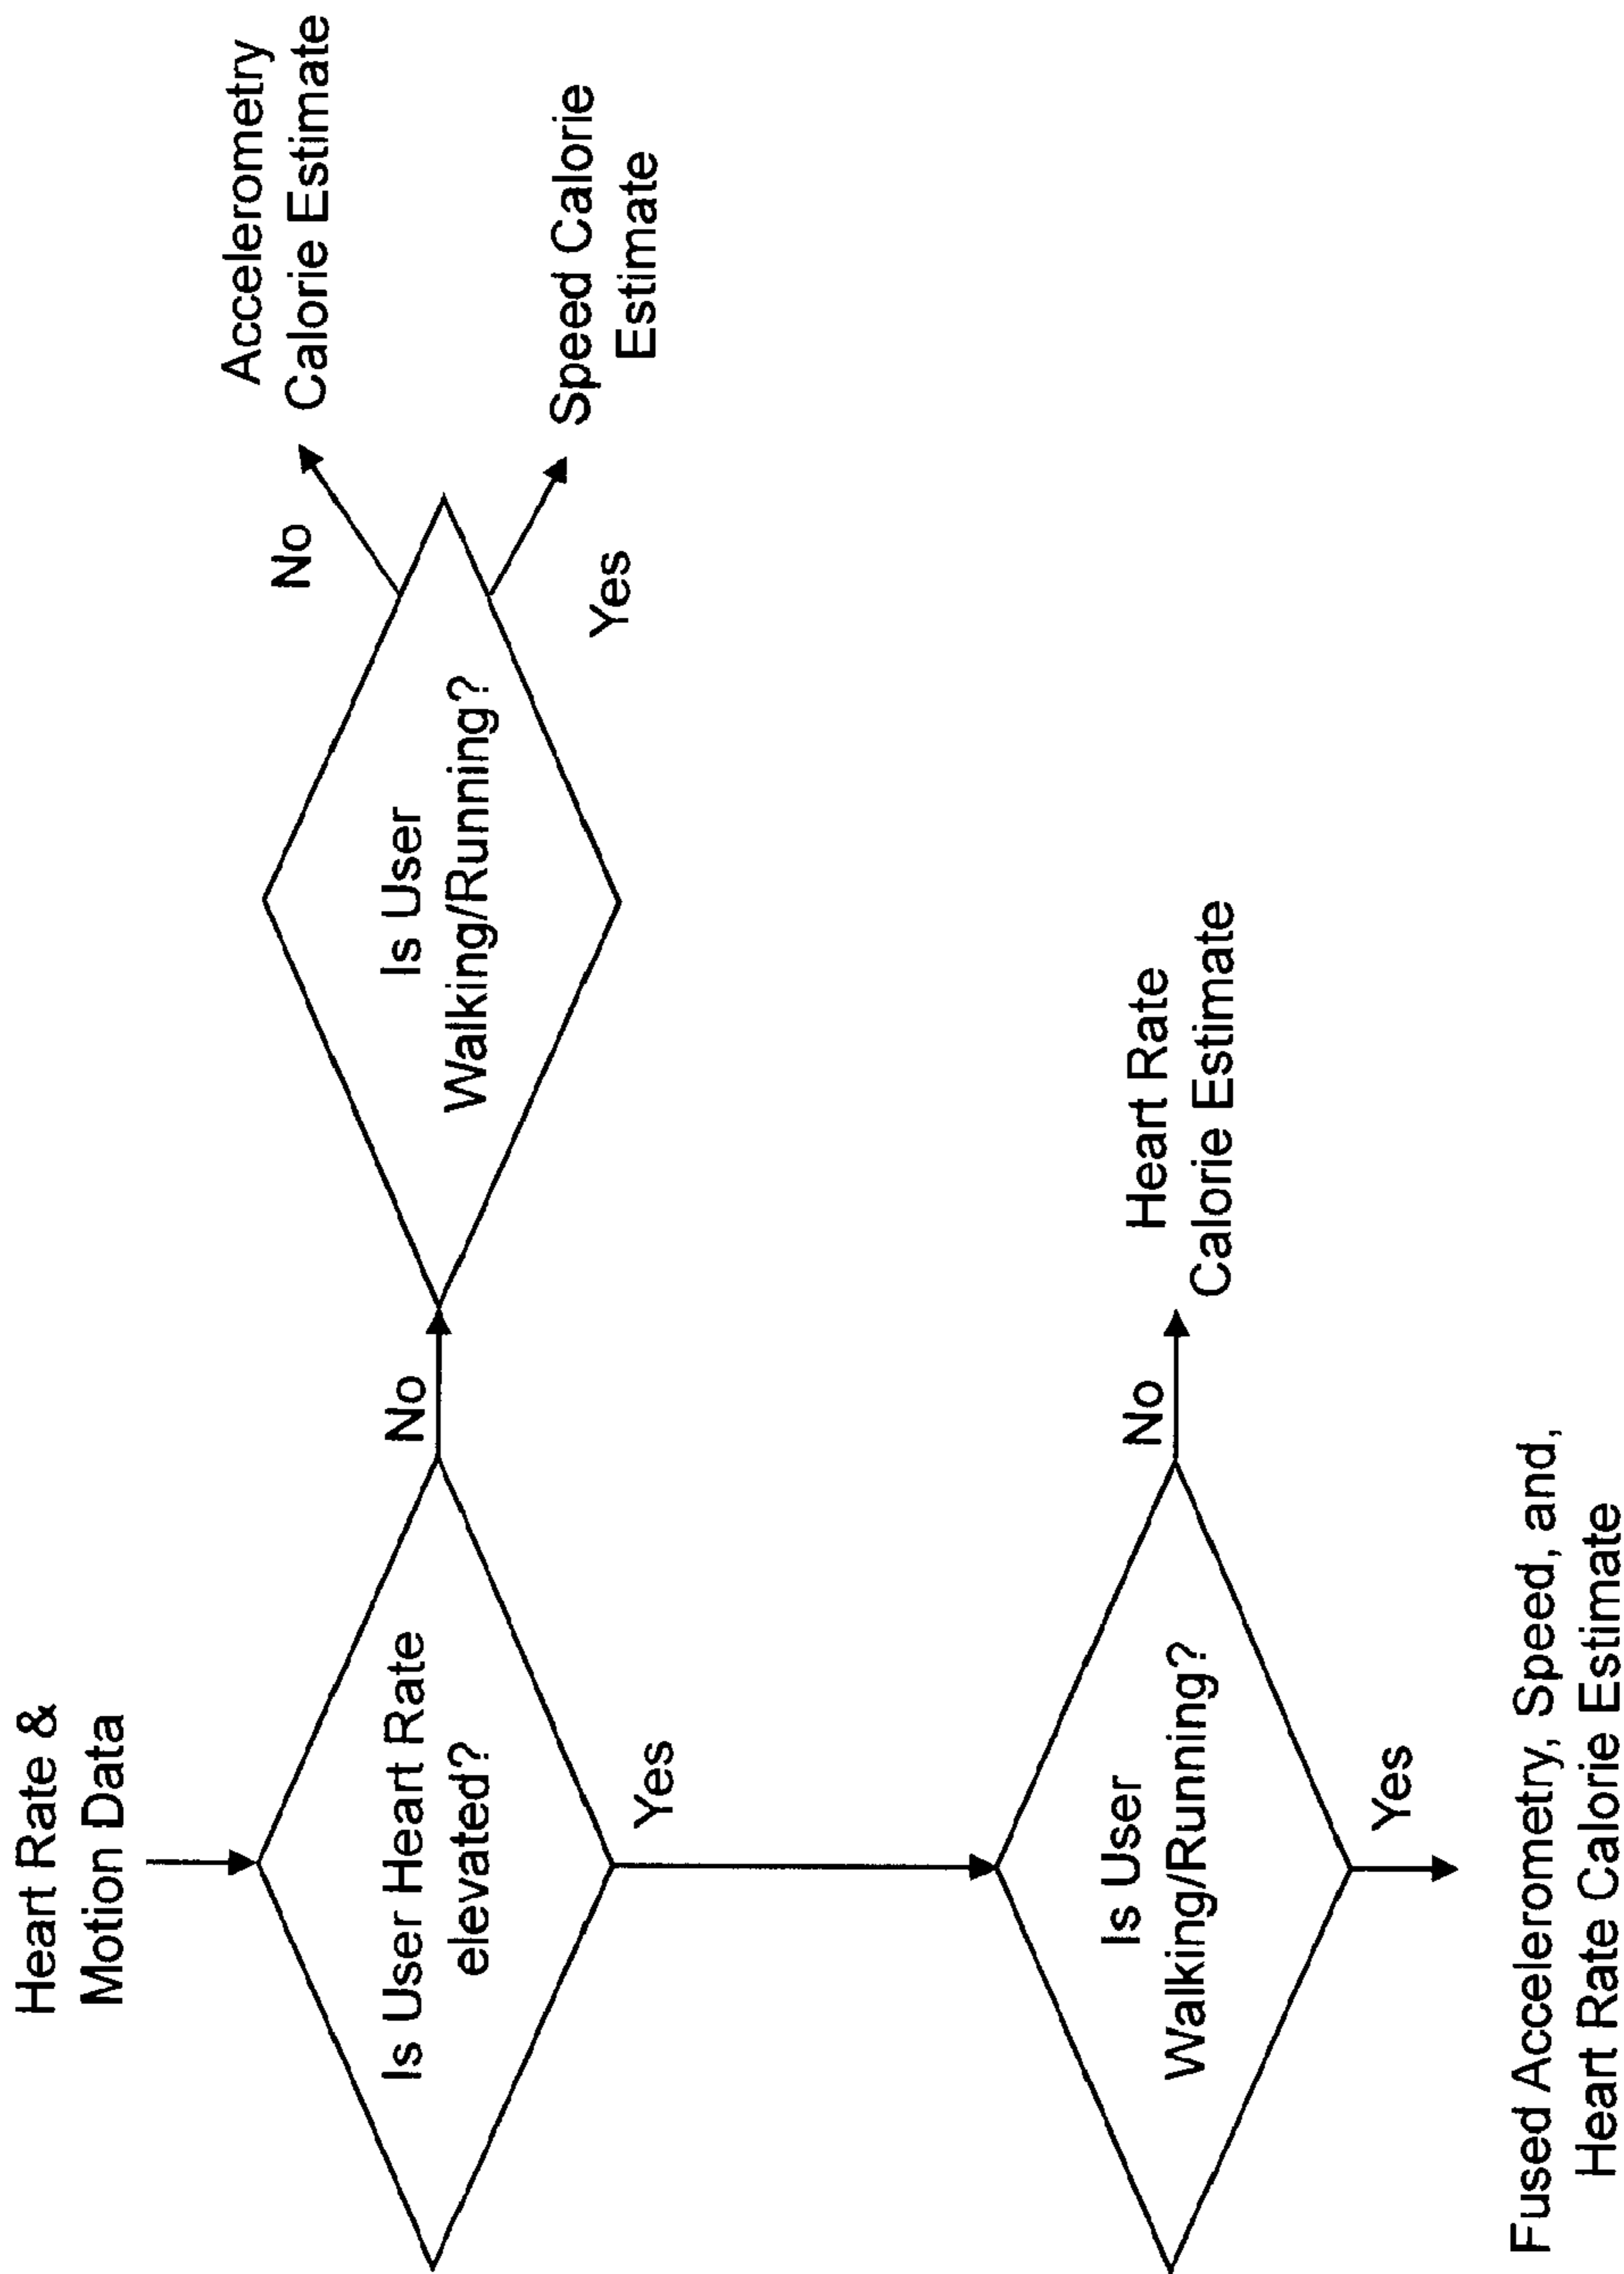 Heart Rate &
Motion Data
Is User Heart Rate
elevated?
No
Is User
Walking/Running?
No
Accelerometry
Calorie Estimate
Yes
Speed Calorie
Estimate
Yes
Is User
Walking/Running?
No
Heart Rate
Calorie Estimate
Yes
Fused Accelerometry, Speed, and,
Heart Rate Calorie Estimate